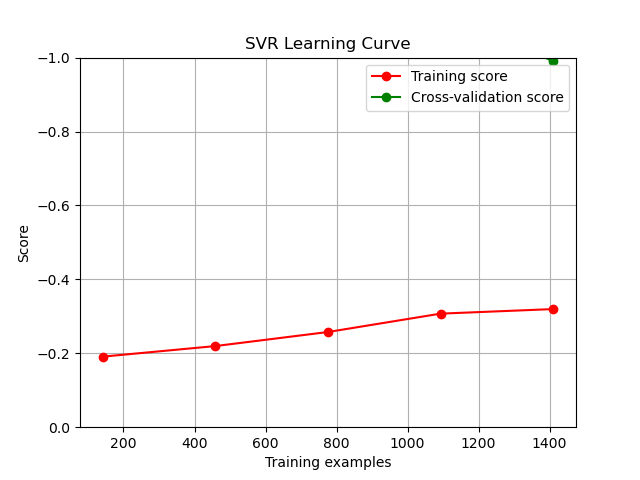 SVR Learning Curve
−1.0
−0.8
−0.6
−0.4
−0.2
0.0
Score
Training score
Cross-validation score
200 400 600 800 1000 1200 1400
Training examples